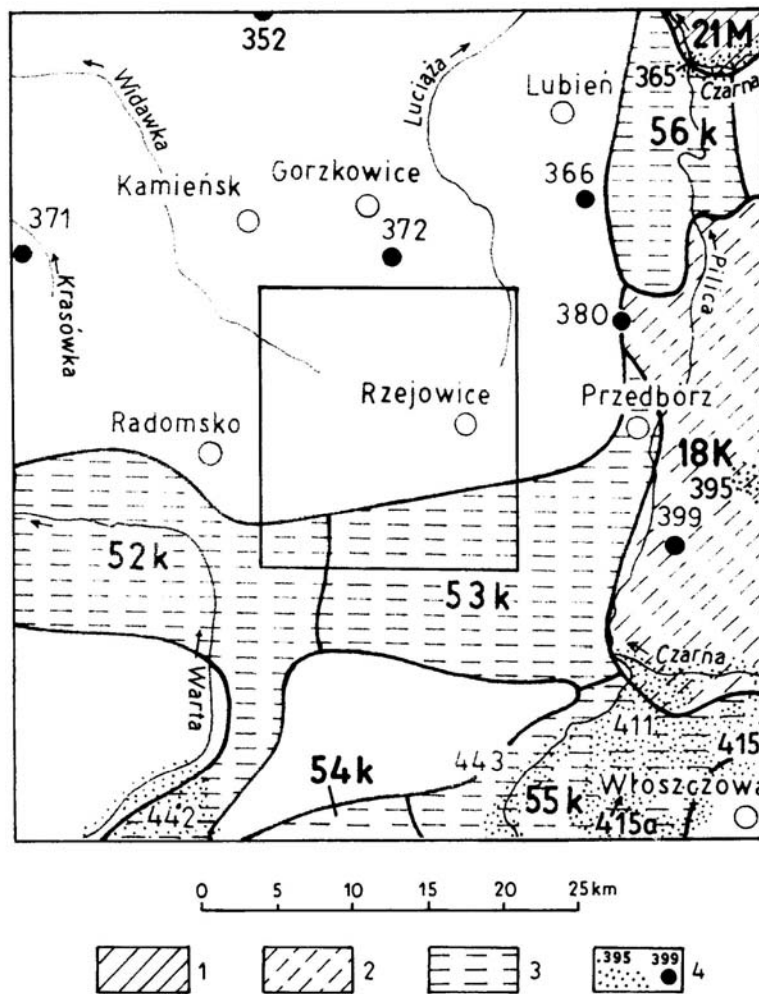 352
21M
365
Czarna
Widawka
Luciąża
Lubień
56k
Kamieńsk
Gorzkowice
366
371
372
Krasówka
Pilica
380
Radomsko
Rzejowice
Przedborz
18K
395
399
52k
53k
Warta
Czarna
411
415
443
54k
55k
Włoszczowa
442
415a
0 5 10 15 20 25 km
1 2 3 .395 399 4